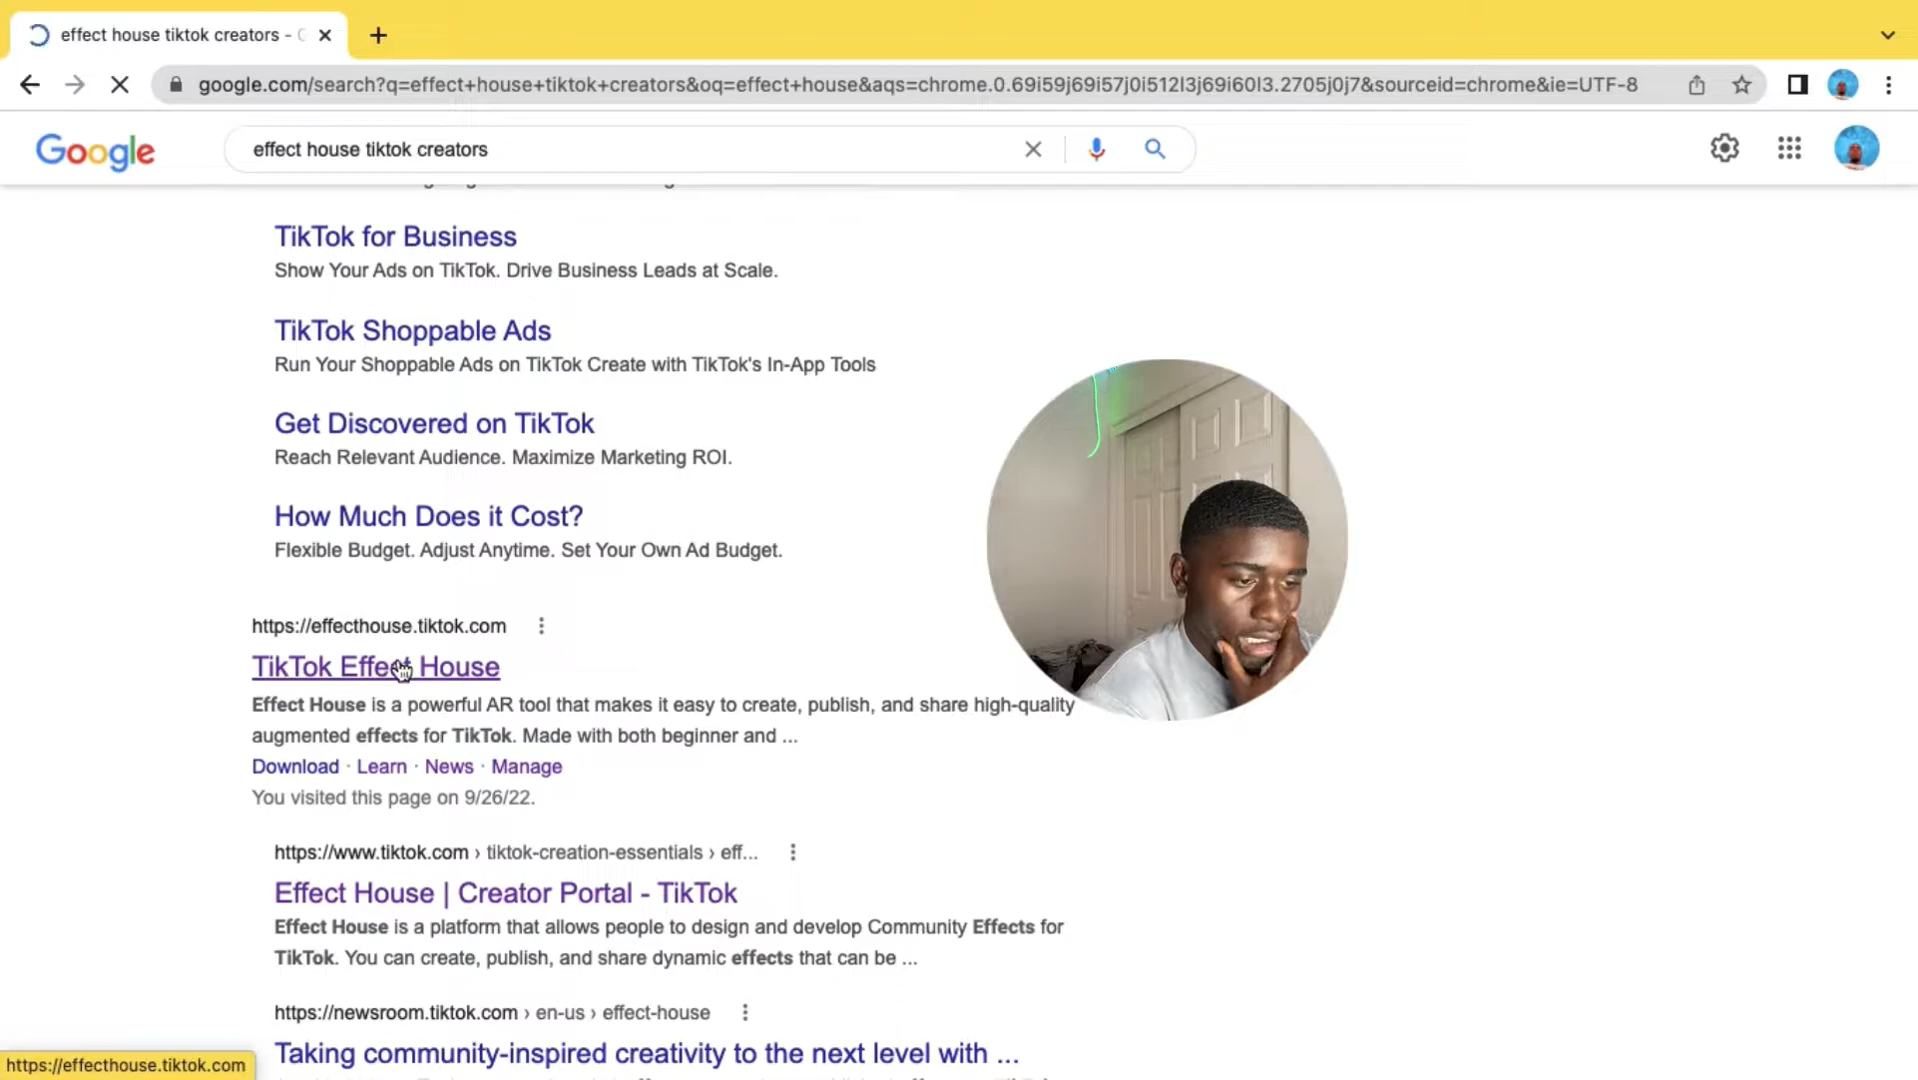 effect house tiktok creators -
google.com/search?q=effect+house+tiktok+creators&oq=effect+house&aqs=chrome.0.69i59j69i57j0i512l3j69i60l3.2705j0j7&sourceid=chrome&ie=UTF-8
Google
effect house tiktok creators
TikTok for Business
Show Your Ads on TikTok. Drive Business Leads at Scale.
TikTok Shoppable Ads
Run Your Shoppable Ads on TikTok Create with TikTok's In-App Tools
Get Discovered on TikTok
Reach Relevant Audience. Maximize Marketing ROI.
How Much Does it Cost?
Flexible Budget. Adjust Anytime. Set Your Own Ad Budget.
https://effecthouse.tiktok.com
TikTok Effect House
Effect House is a powerful AR tool that makes it easy to create, publish, and share high-quality
augmented effects for TikTok. Made with both beginner and ...
Download · Learn · News · Manage
You visited this page on 9/26/22.
https://www.tiktok.com › tiktok-creation-essentials › eff...
Effect House | Creator Portal - TikTok
Effect House is a platform that allows people to design and develop Community Effects for
TikTok. You can create, publish, and share dynamic effects that can be ...
https://newsroom.tiktok.com › en-us › effect-house
Taking community-inspired creativity to the next level with ...
https://effecthouse.tiktok.com